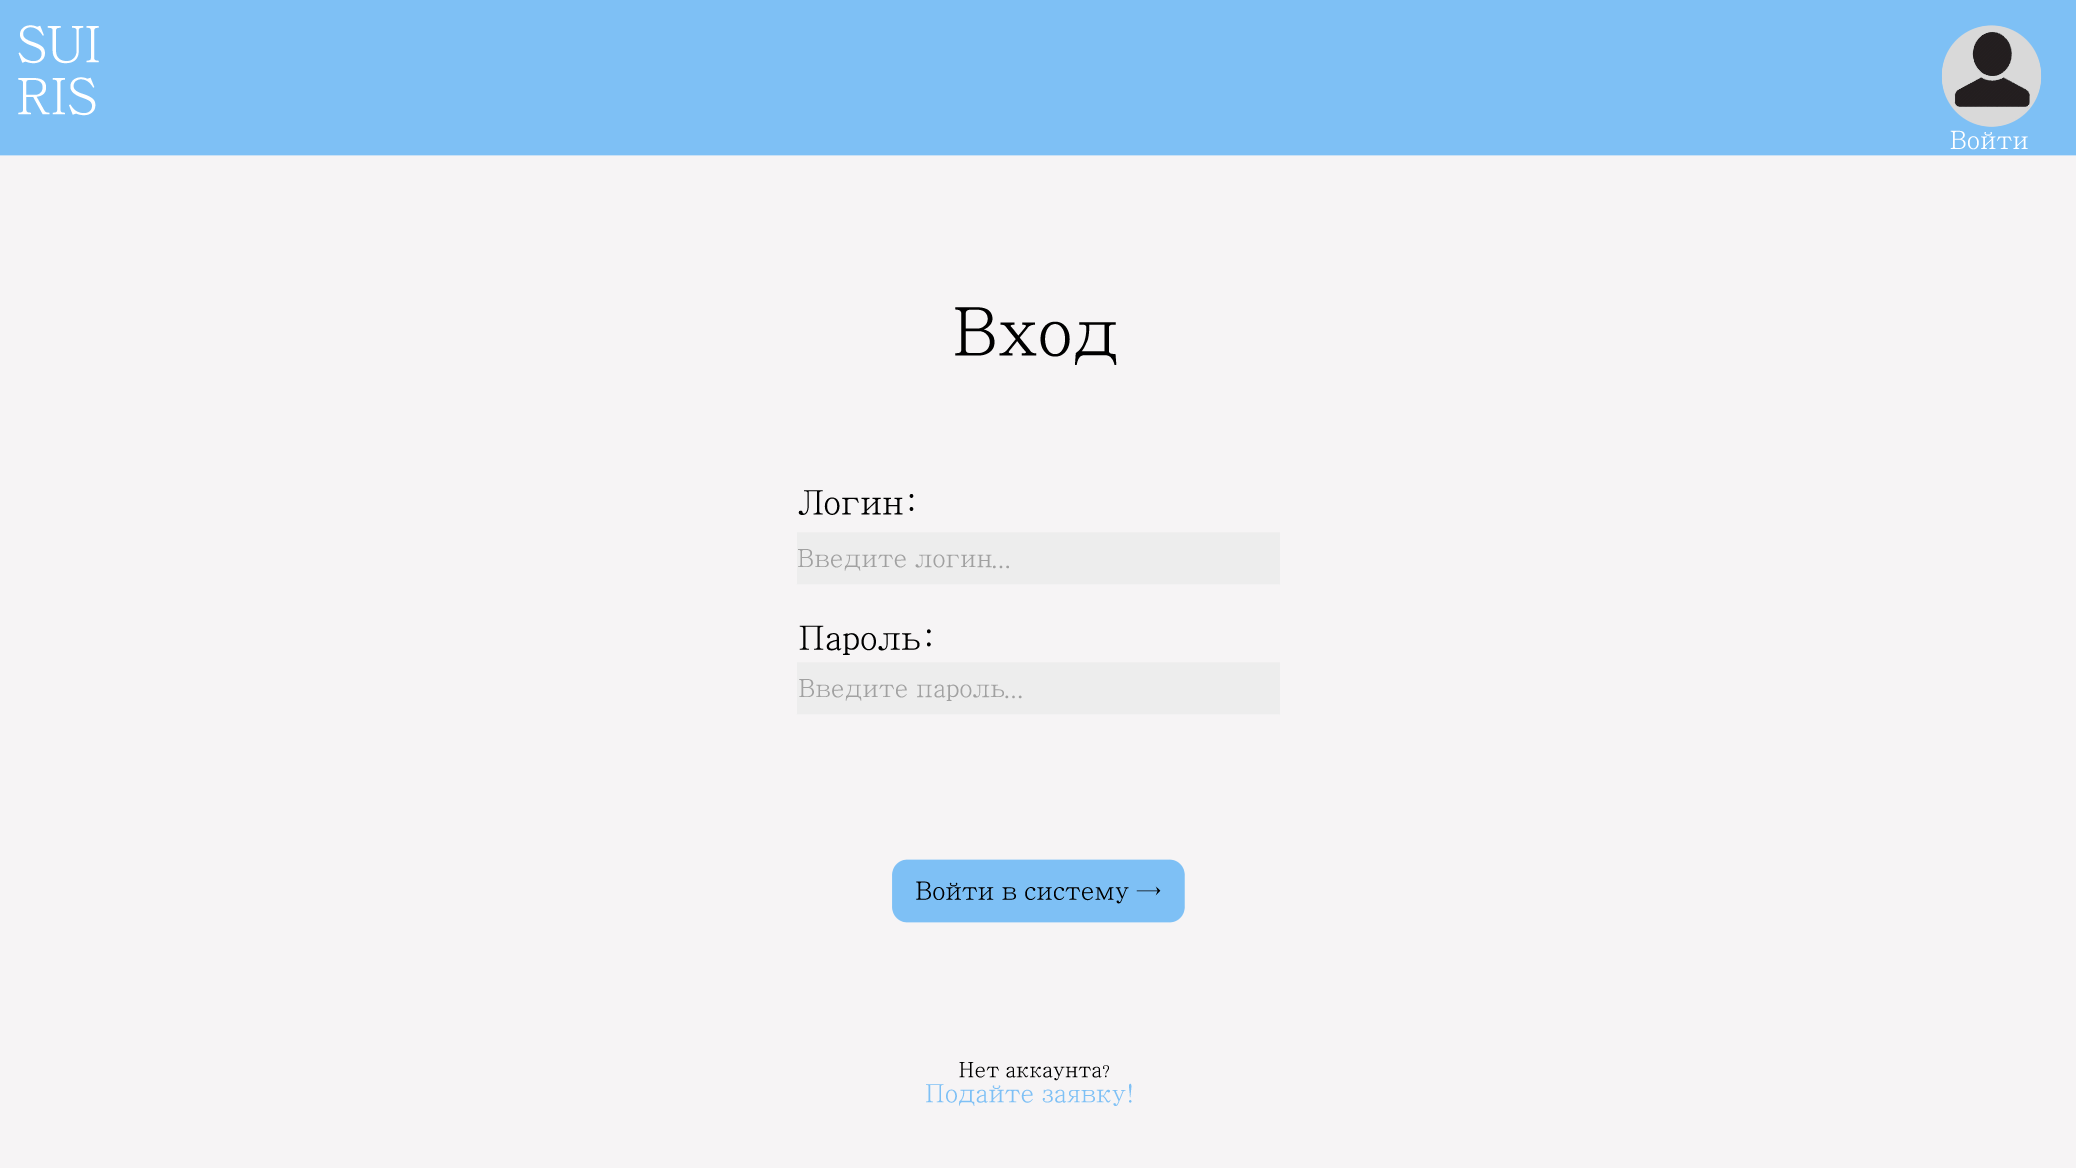 SUI
RIS
Войти
Вход
Логин:
Введите логин...
Пароль:
Введите пароль...
Войти в систему →
Нет аккаунта?
Подайте заявку!